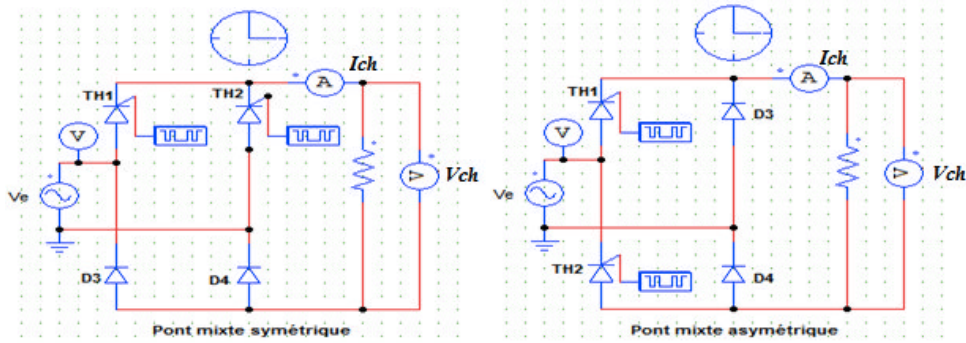 Ich
A
TH1
TH2
V
Ve
V
Vch
D3
D4
Pont mixte symétrique
Ich
A
TH1
D3
V
Ve
V
Vch
TH2
D4
Pont mixte asymétrique